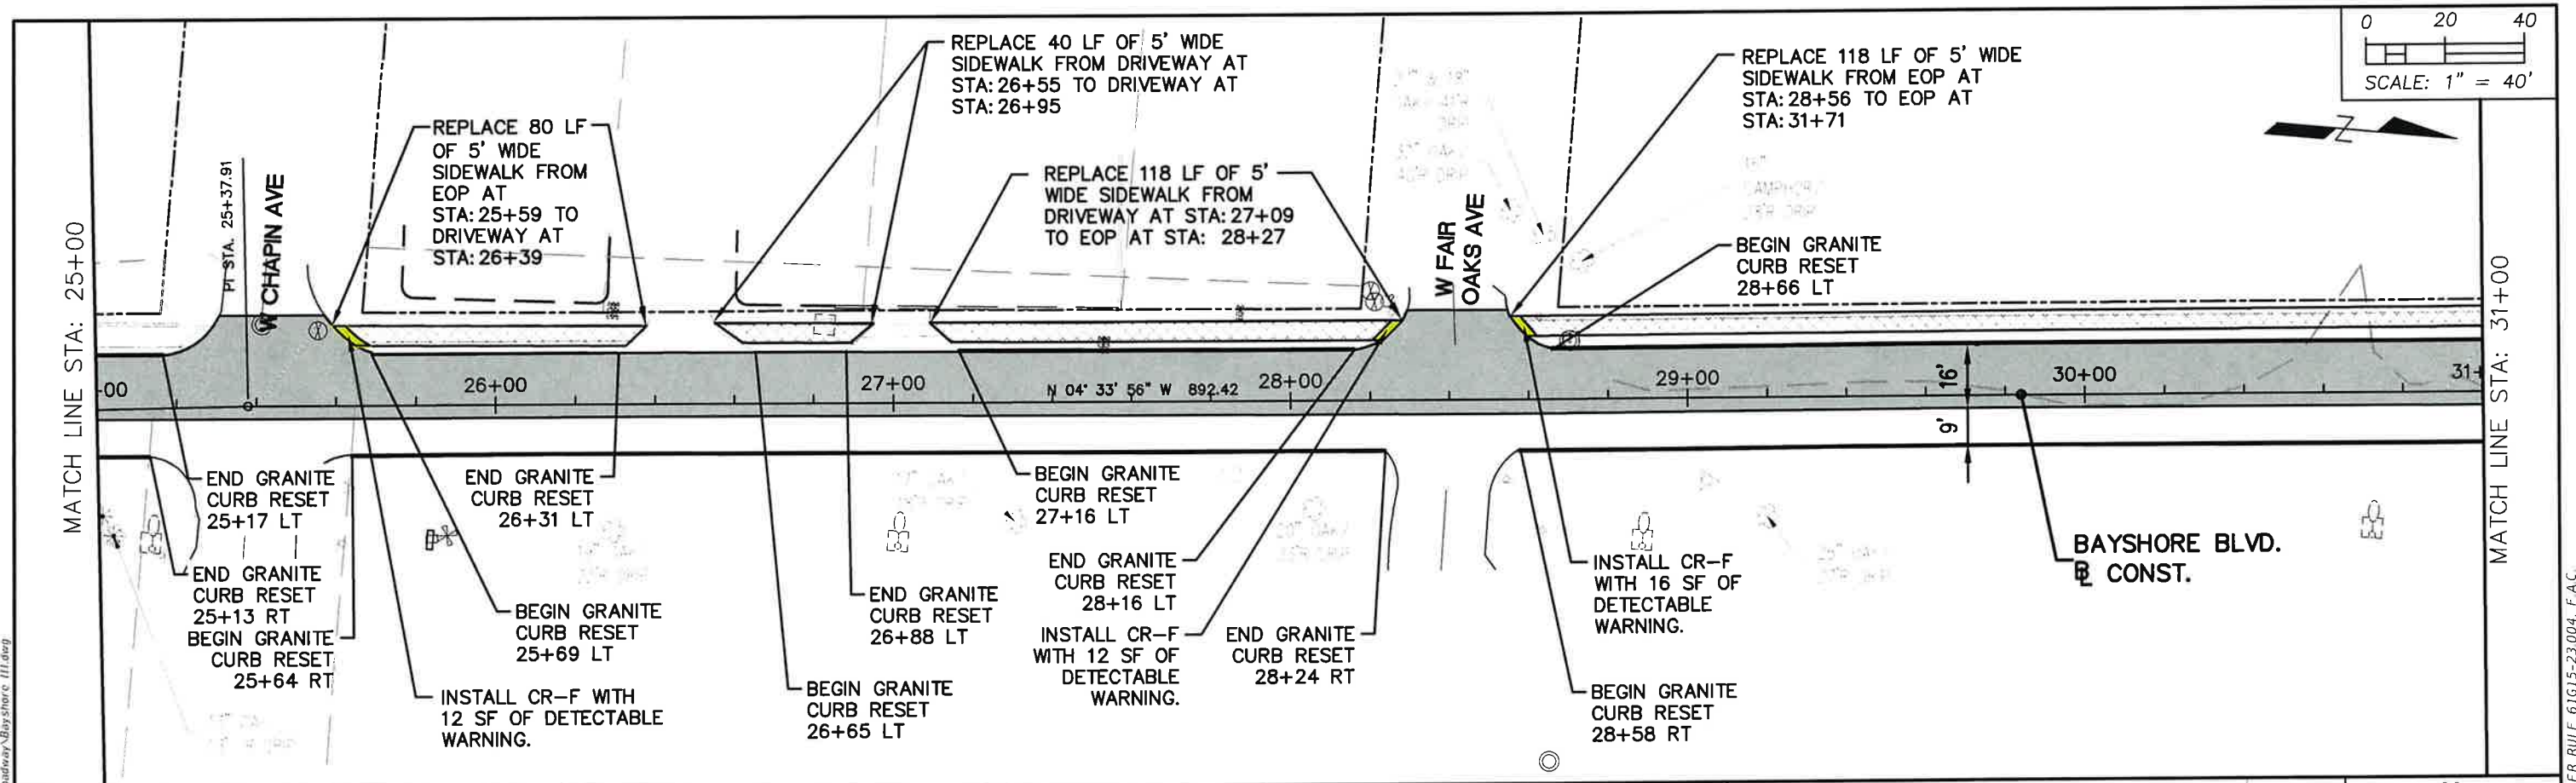 0 20 40
SCALE: 1" = 40'
REPLACE 40 LF OF 5' WIDE
SIDEWALK FROM DRIVEWAY AT
STA: 26+55 TO DRIVEWAY AT
STA: 26+95
REPLACE 118 LF OF 5' WIDE
SIDEWALK FROM EOP AT
STA: 28+56 TO EOP AT
STA: 31+71
REPLACE 80 LF
OF 5' WIDE
SIDEWALK FROM
EOP AT
STA: 25+59 TO
DRIVEWAY AT
STA: 26+39
REPLACE 118 LF OF 5'
WIDE SIDEWALK FROM
DRIVEWAY AT STA: 27+09
TO EOP AT STA: 28+27
N
BEGIN GRANITE
CURB RESET
28+66 LT
MATCH LINE STA: 25+00
PI STA. 25+37.91
W CHAPIN AVE
W FAIR
OAKS AVE
MATCH LINE STA: 31+00
-00
26+00
27+00
N 04° 33' 56" W 892.42
28+00
29+00
16'
9'
30+00
31+
END GRANITE
CURB RESET
25+17 LT
END GRANITE
CURB RESET
25+13 RT
BEGIN GRANITE
CURB RESET
25+64 RT
END GRANITE
CURB RESET
26+31 LT
BEGIN GRANITE
CURB RESET
25+69 LT
INSTALL CR-F WITH
12 SF OF DETECTABLE
WARNING.
END GRANITE
CURB RESET
26+88 LT
BEGIN GRANITE
CURB RESET
26+65 LT
BEGIN GRANITE
CURB RESET
27+16 LT
END GRANITE
CURB RESET
28+16 LT
INSTALL CR-F
WITH 12 SF OF
DETECTABLE
WARNING.
END GRANITE
CURB RESET
28+24 RT
INSTALL CR-F
WITH 16 SF OF
DETECTABLE
WARNING.
BEGIN GRANITE
CURB RESET
28+58 RT
BAYSHORE BLVD.
BL CONST.
adway\Bayshore III.dwg
RULE 61G15-23.004, F.A.C.